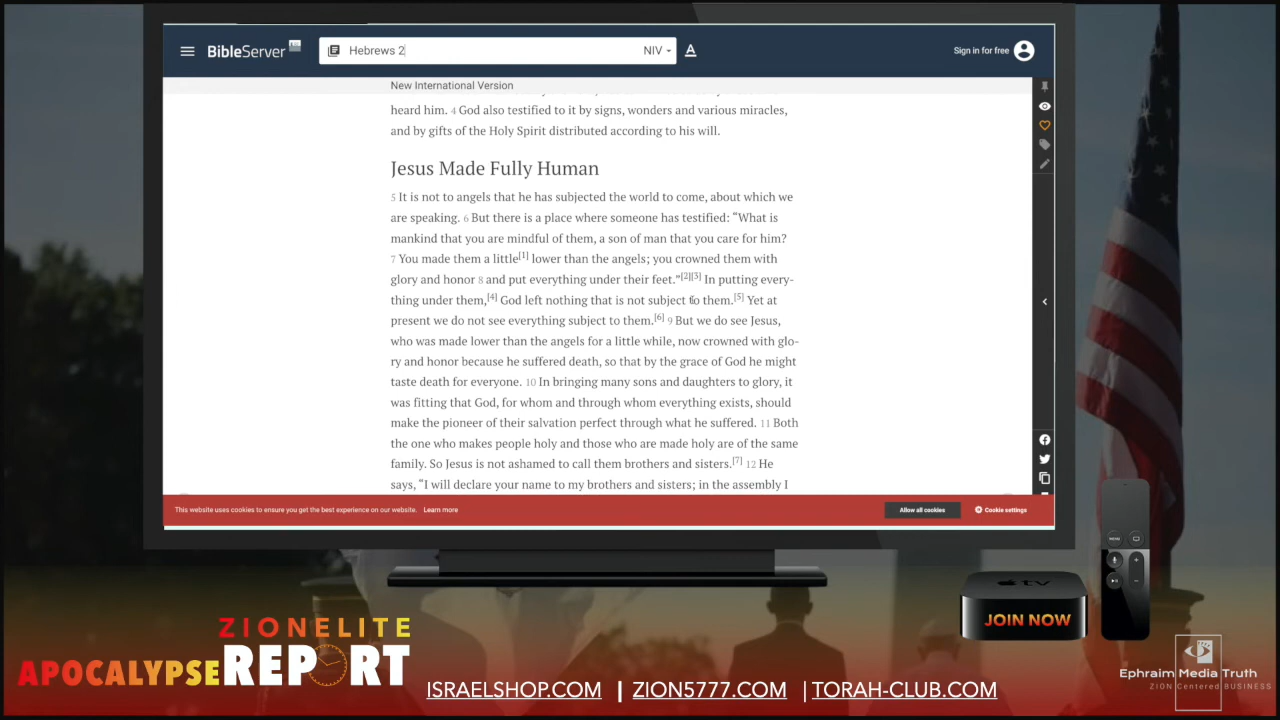 BibleServer
Hebrews 2
NIV
A
Sign in for free
New International Version
heard him. 4 God also testified to it by signs, wonders and various miracles,
and by gifts of the Holy Spirit distributed according to his will.
Jesus Made Fully Human
5 It is not to angels that he has subjected the world to come, about which we
are speaking. 6 But there is a place where someone has testified: “What is
mankind that you are mindful of them, a son of man that you care for him?
7 You made them a little[1] lower than the angels; you crowned them with
glory and honor 8 and put everything under their feet.”[2][3] In putting every-
thing under them,[4] God left nothing that is not subject to them.[5] Yet at
present we do not see everything subject to them.[6] 9 But we do see Jesus,
who was made lower than the angels for a little while, now crowned with glo-
ry and honor because he suffered death, so that by the grace of God he might
taste death for everyone. 10 In bringing many sons and daughters to glory, it
was fitting that God, for whom and through whom everything exists, should
make the pioneer of their salvation perfect through what he suffered. 11 Both
the one who makes people holy and those who are made holy are of the same
family. So Jesus is not ashamed to call them brothers and sisters.[7] 12 He
says, “I will declare your name to my brothers and sisters; in the assembly I
This website uses cookies to ensure you get the best experience on our website. Learn more
Allow all cookies
Cookie settings
MENU
tv
JOIN NOW
ZIONELITE
APOCALYPSE REPORT
ISRAELSHOP.COM | ZION5777.COM | TORAH-CLUB.COM
Ephraim Media Truth
ZION Centered BUSINESS